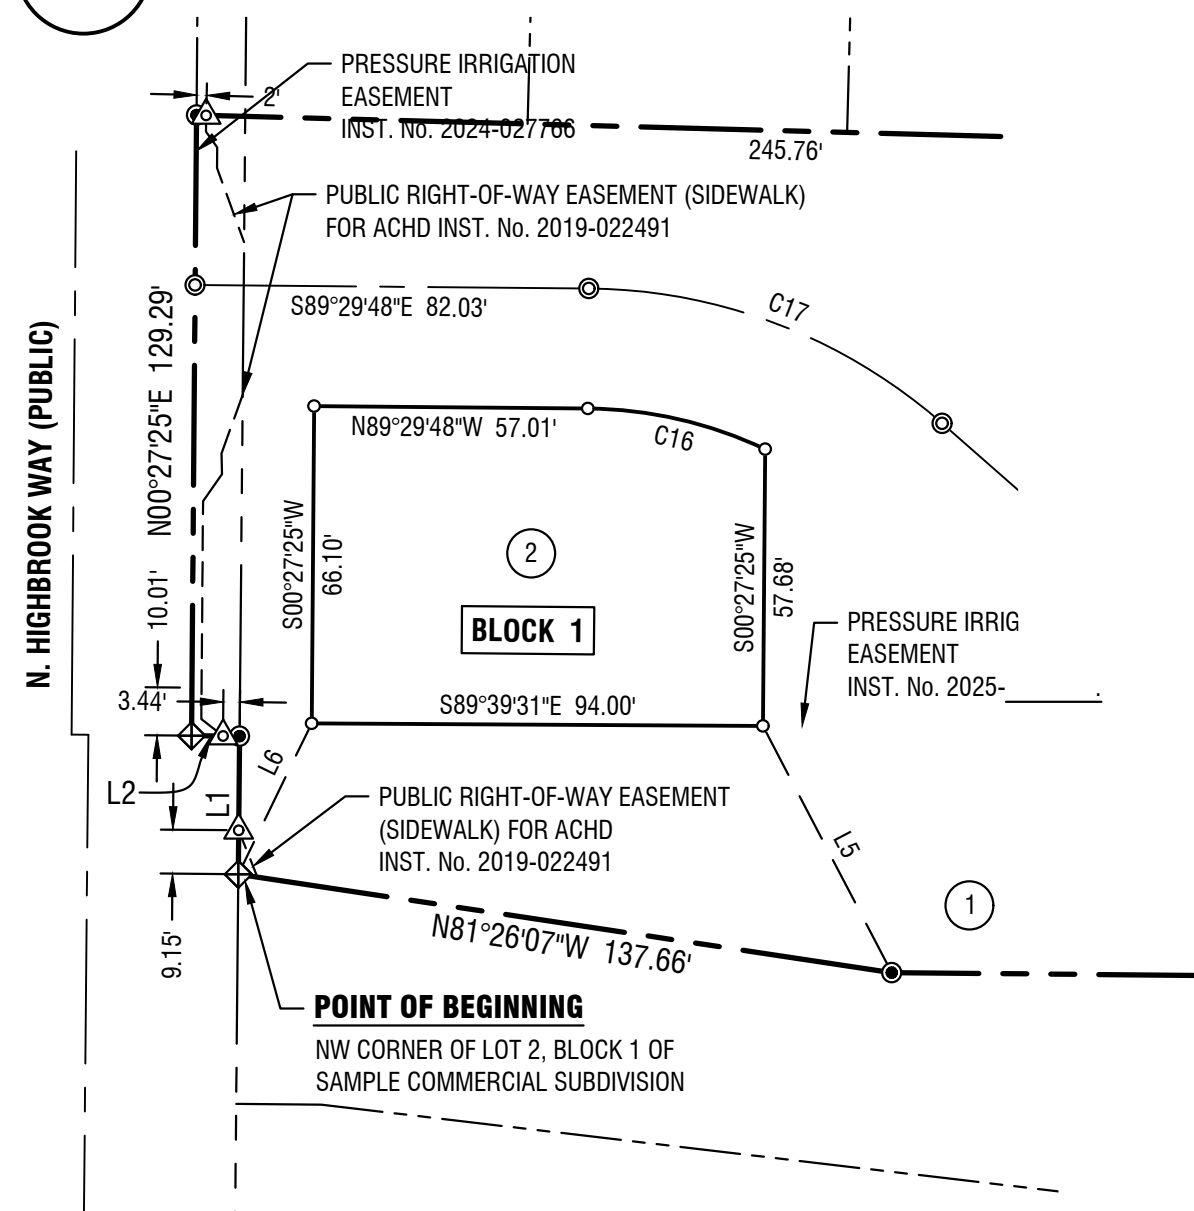 PRESSURE IRRIGATION
EASEMENT
INST. No. 2024-027766
2'
245.76'
PUBLIC RIGHT-OF-WAY EASEMENT (SIDEWALK)
FOR ACHD INST. No. 2019-022491
S89°29'48"E 82.03'
C17
N00°27'25"E 129.29'
N. HIGHBROOK WAY (PUBLIC)
N89°29'48"W 57.01'
C16
S00°27'25"W
66.10'
2
BLOCK 1
S00°27'25"W
57.68'
10.01'
3.44'
S89°39'31"E 94.00'
PRESSURE IRRIG
EASEMENT
INST. No. 2025-________.
L6
L2
L1
PUBLIC RIGHT-OF-WAY EASEMENT
(SIDEWALK) FOR ACHD
INST. No. 2019-022491
L5
1
9.15'
N81°26'07"W 137.66'
POINT OF BEGINNING
NW CORNER OF LOT 2, BLOCK 1 OF
SAMPLE COMMERCIAL SUBDIVISION